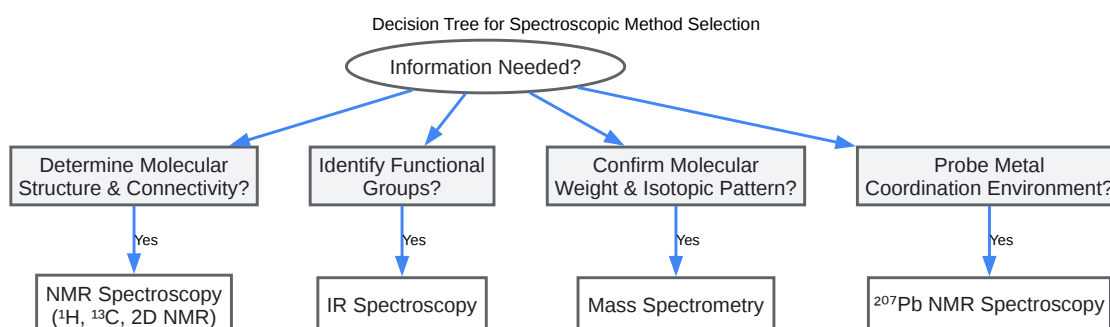 Decision Tree for Spectroscopic Method Selection
Information Needed?
Determine Molecular
Structure & Connectivity?
Identify Functional
Groups?
Confirm Molecular
Weight & Isotopic Pattern?
Probe Metal
Coordination Environment?
Yes
Yes
Yes
Yes
NMR Spectroscopy
(¹H, ¹³C, 2D NMR)
IR Spectroscopy
Mass Spectrometry
²⁰⁷Pb NMR Spectroscopy